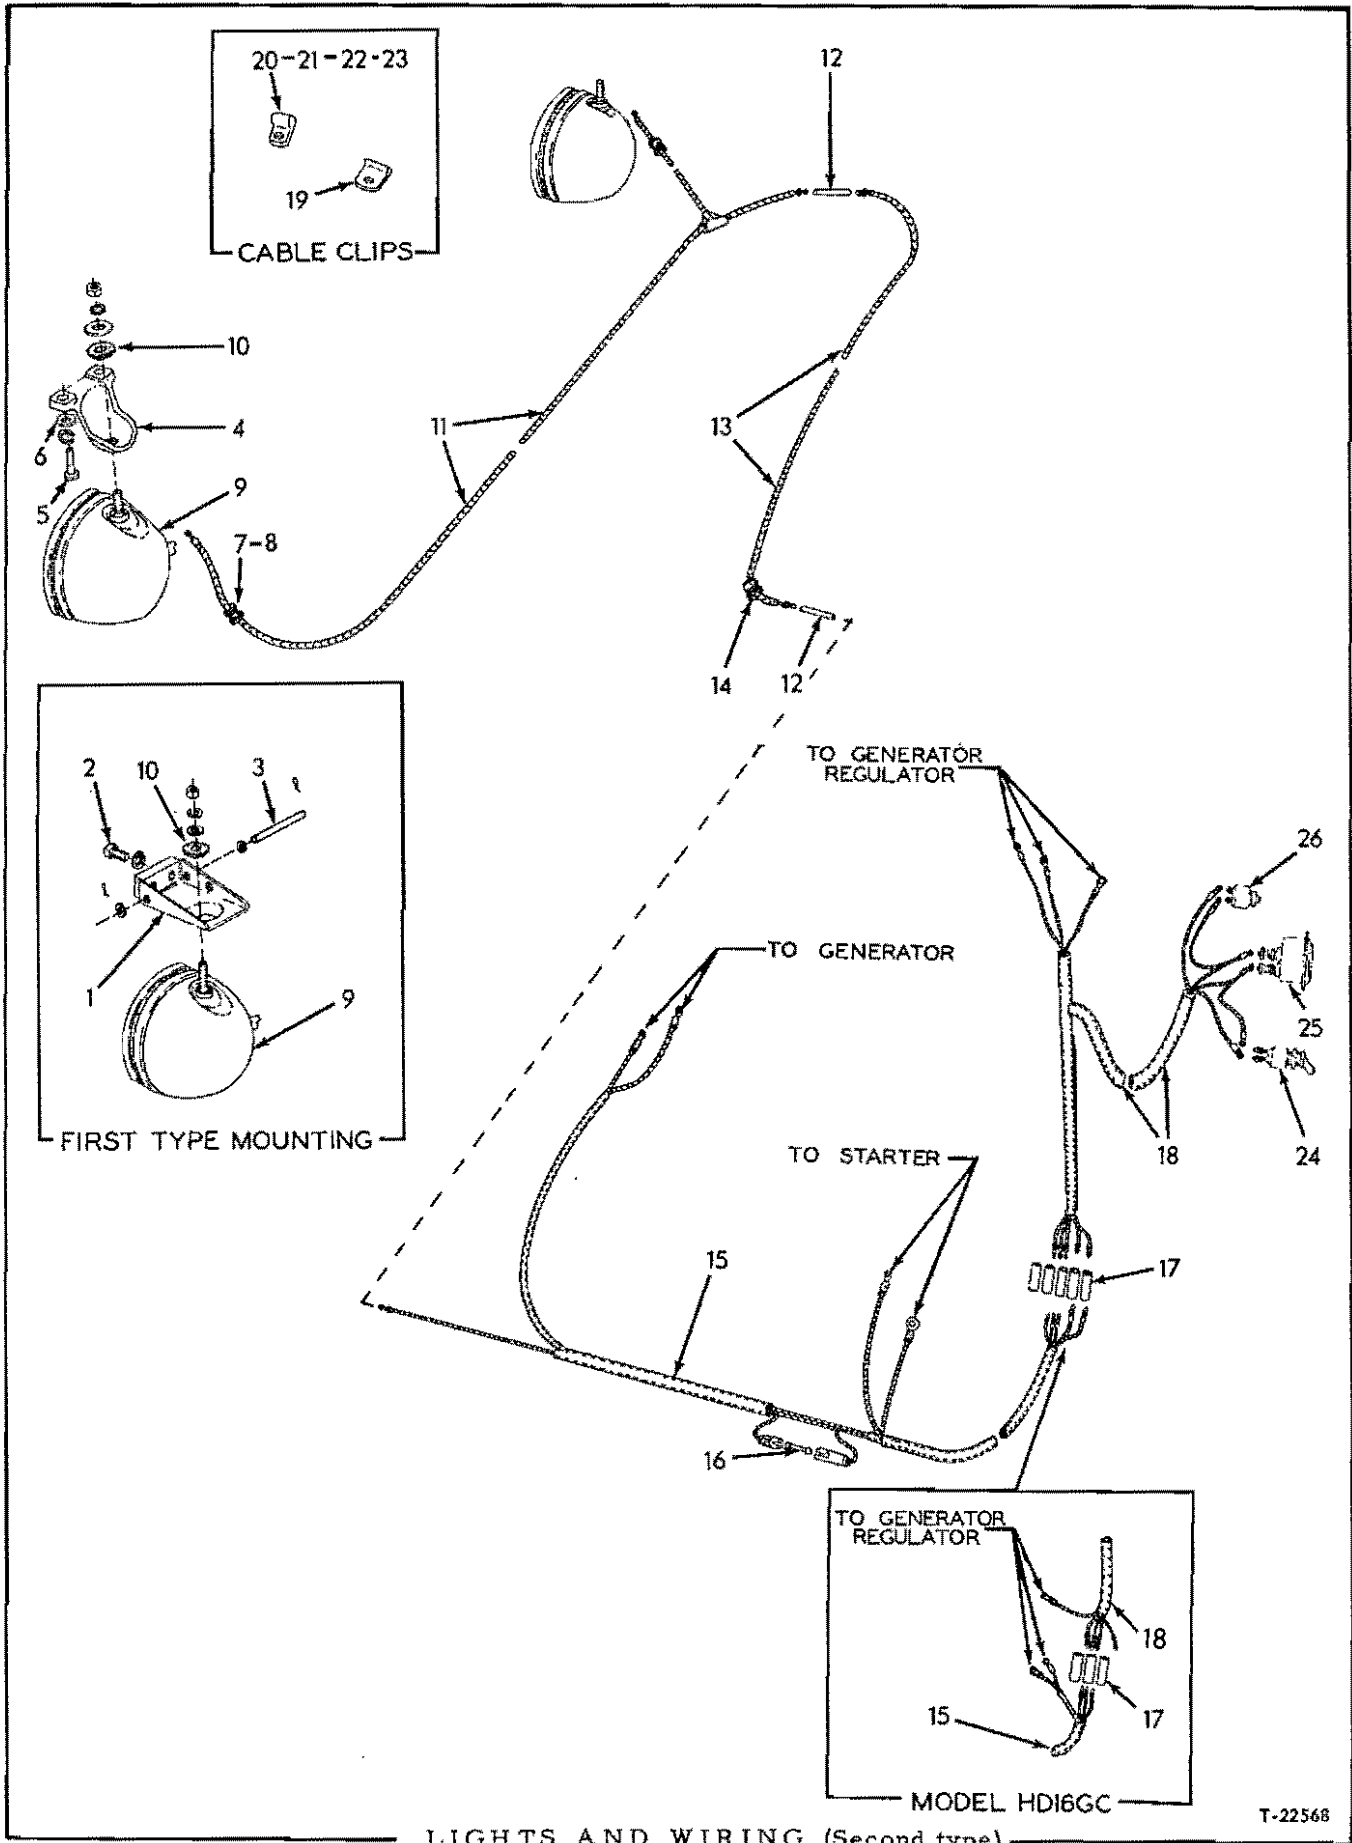 20-21-22-23
12
19
CABLE CLIPS
10
4
6
5
9
7-8
11
13
14
12
2
10
3
1
9
FIRST TYPE MOUNTING
TO GENERATOR
REGULATOR
26
TO GENERATOR
25
18
24
TO STARTER
15
17
16
TO GENERATOR
REGULATOR
18
17
15
MODEL HD16GC
T-22568
LIGHTS AND WIRING (Second type)